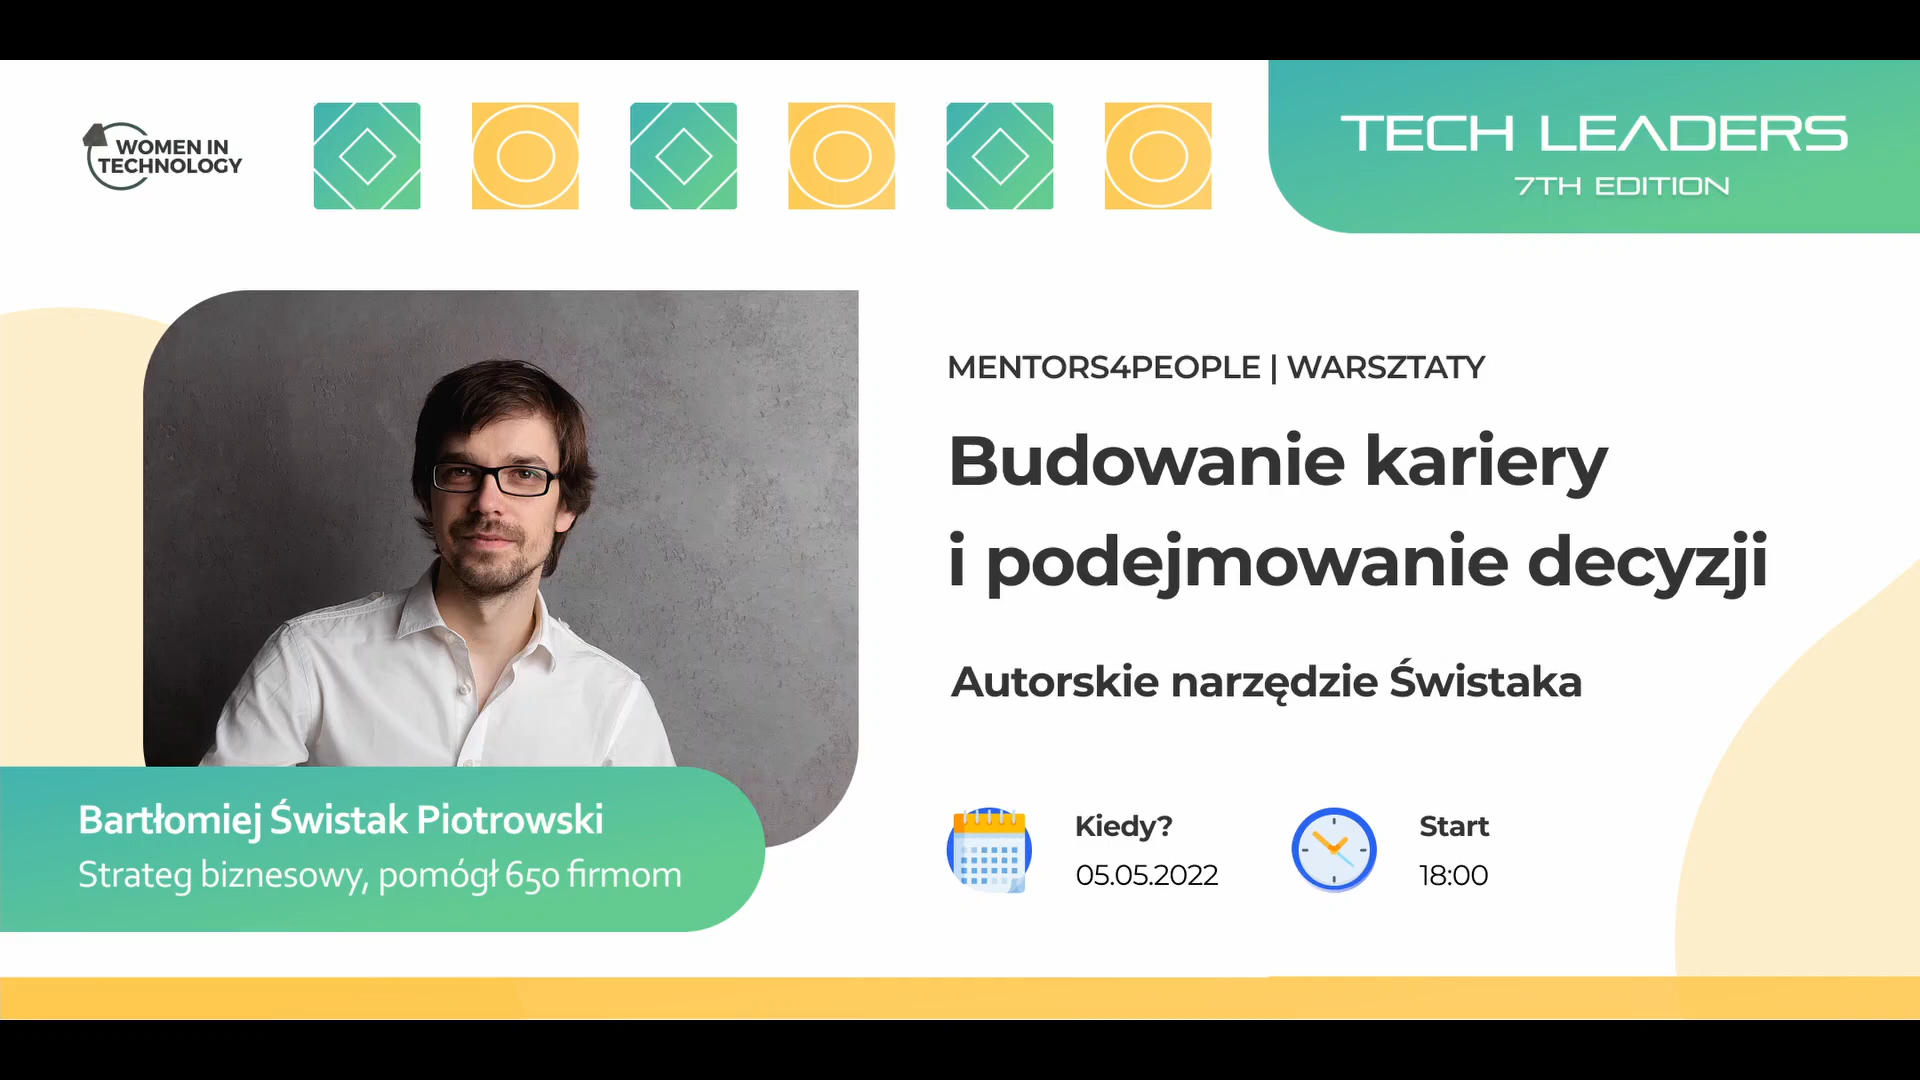 WOMEN IN
TECHNOLOGY
TECH LEADERS
7TH EDITION
MENTORS4PEOPLE | WARSZTATY
Budowanie kariery
i podejmowanie decyzji
Autorskie narzędzie Świstaka
Bartłomiej Świstak Piotrowski
Strateg biznesowy, pomógł 650 firmom
Kiedy?
05.05.2022
Start
18:00